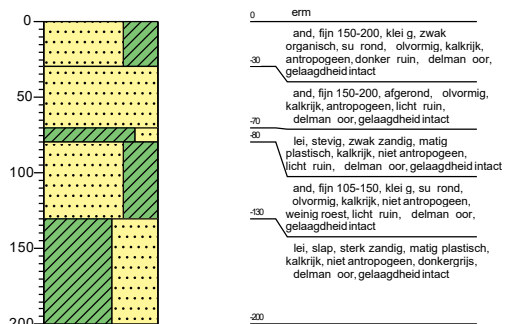 0
50
100
150
200
0 erm
and, fijn 150-200, klei g, zwak
organisch, su rond, olvormig, kalkrijk,
antropogeen, donker ruin, delman oor,
gelaagdheid intact
-30
and, fijn 150-200, afgerond, olvormig,
kalkrijk, antropogeen, licht ruin,
delman oor, gelaagdheid intact
-70
-80
lei, stevig, zwak zandig, matig
plastisch, kalkrijk, niet antropogeen,
licht ruin, delman oor, gelaagdheid intact
and, fijn 105-150, klei g, su rond,
olvormig, kalkrijk, niet antropogeen,
weinig roest, licht ruin, delman oor,
gelaagdheid intact
-130
lei, slap, sterk zandig, matig plastisch,
kalkrijk, niet antropogeen, donkergrijs,
delman oor, gelaagdheid intact
-200